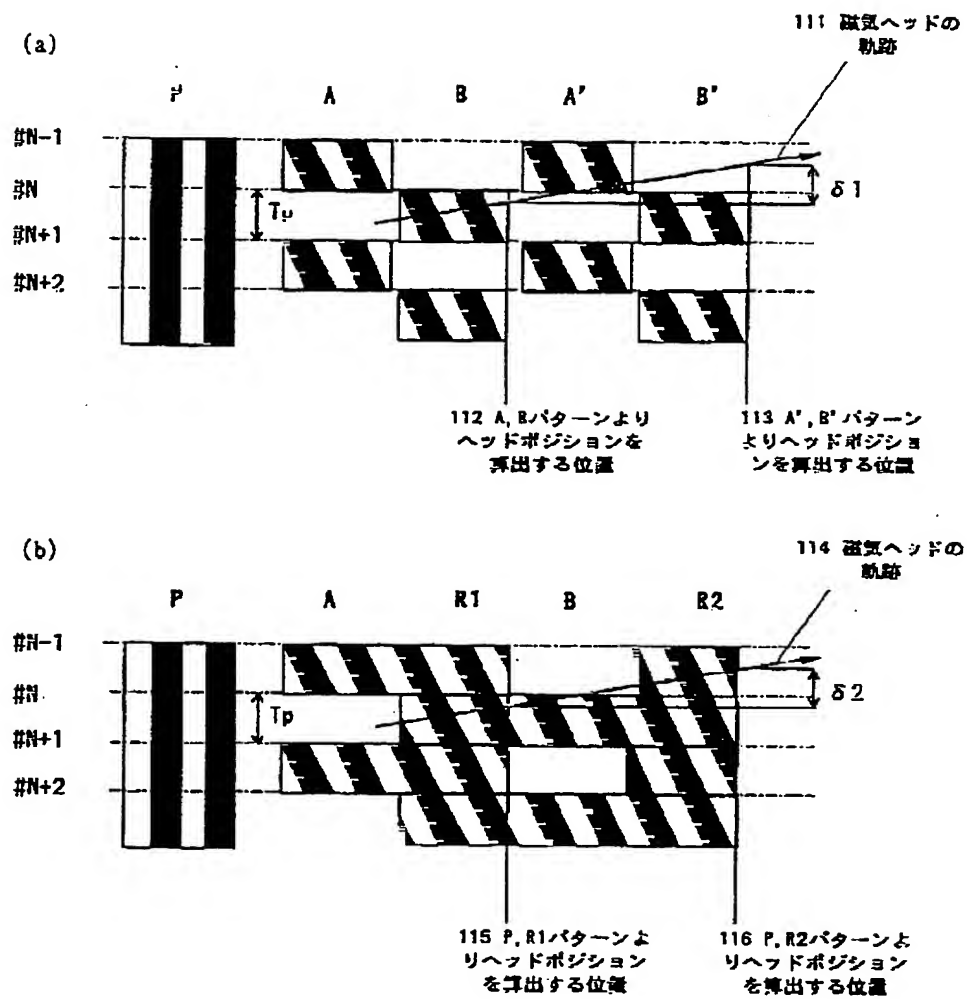 (a)
111 磁気ヘッドの
軌跡
P A B A' B'
#N-1
#N
Tp
δ1
#N+1
#N+2
112 A,Bパターンより
ヘッドポジションを
算出する位置
113 A',B'パターン
よりヘッドポジショ
ンを算出する位置
(b)
114 磁気ヘッドの
軌跡
P A R1 B R2
#N-1
#N
Tp
δ2
#N+1
#N+2
115 P,R1パターンよ
りヘッドポジション
を算出する位置
116 P,R2パターンよ
りヘッドポジション
を算出する位置